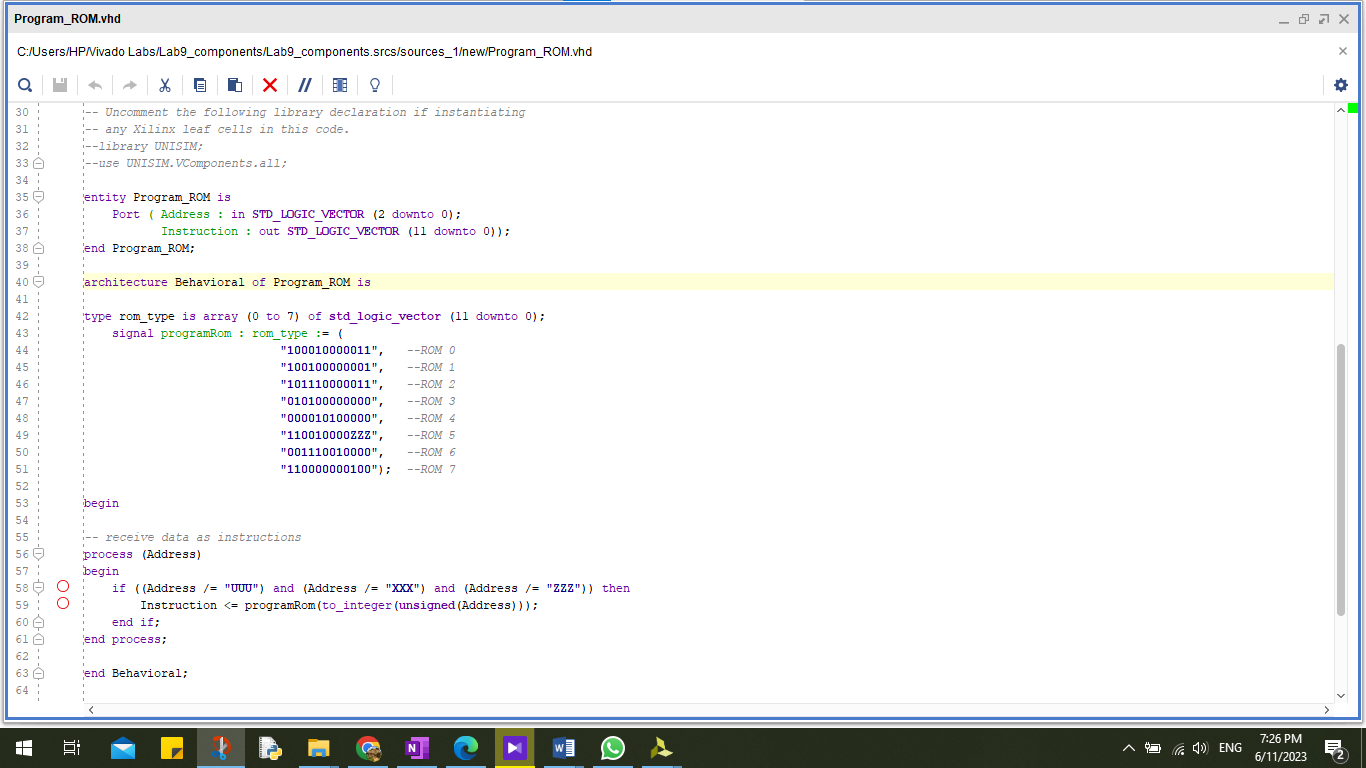 Program_ROM.vhd
C:/Users/HP/Vivado Labs/Lab9_components/Lab9_components.srcs/sources_1/new/Program_ROM.vhd
30 -- Uncomment the following library declaration if instantiating
31 -- any Xilinx leaf cells in this code.
32 --library UNISIM;
33 --use UNISIM.VComponents.all;
34
35 entity Program_ROM is
36     Port ( Address : in STD_LOGIC_VECTOR (2 downto 0);
37            Instruction : out STD_LOGIC_VECTOR (11 downto 0));
38 end Program_ROM;
39
40 architecture Behavioral of Program_ROM is
41
42 type rom_type is array (0 to 7) of std_logic_vector (11 downto 0);
43     signal programRom : rom_type := (
44                             "100010000011",   --ROM 0
45                             "100100000001",   --ROM 1
46                             "101110000011",   --ROM 2
47                             "010100000000",   --ROM 3
48                             "000010100000",   --ROM 4
49                             "110010000ZZZ",   --ROM 5
50                             "001110010000",   --ROM 6
51                             "110000000100");  --ROM 7
52
53 begin
54
55 -- receive data as instructions
56 process (Address)
57 begin
58     if ((Address /= "UUU") and (Address /= "XXX") and (Address /= "ZZZ")) then
59         Instruction <= programRom(to_integer(unsigned(Address)));
60     end if;
61 end process;
62
63 end Behavioral;
64
ENG
7:26 PM
6/11/2023
2